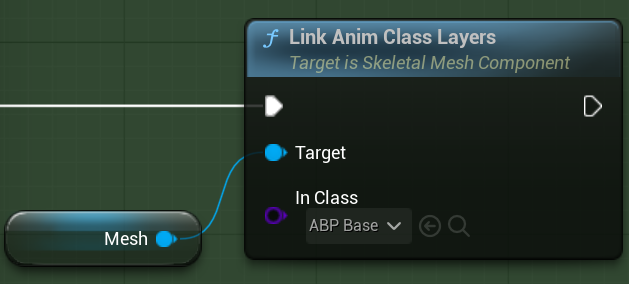 Link Anim Class Layers
Target is Skeletal Mesh Component
Target
In Class
ABP Base
Mesh